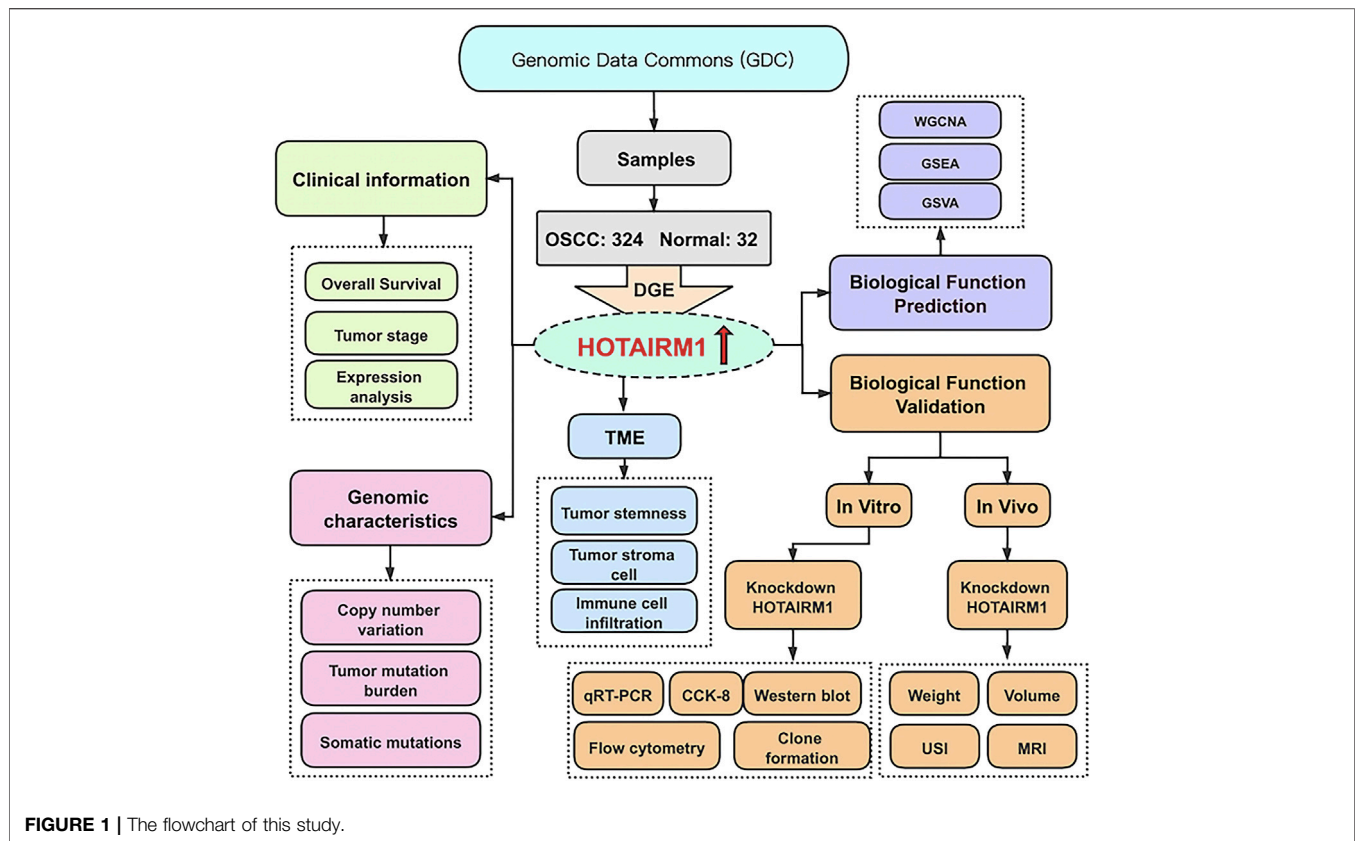 Genomic Data Commons (GDC)
Samples
OSCC: 324 Normal: 32
DGE
HOTAIRM1
Clinical information
Overall Survival
Tumor stage
Expression
analysis
Genomic
characteristics
Copy number
variation
Tumor mutation
burden
Somatic mutations
TME
Tumor stemness
Tumor stroma
cell
Immune cell
infiltration
WGCNA
GSEA
GSVA
Biological Function
Prediction
Biological Function
Validation
In Vitro
In Vivo
Knockdown
HOTAIRM1
Knockdown
HOTAIRM1
qRT-PCR
CCK-8
Western blot
Flow cytometry
Clone
formation
Weight
Volume
USI
MRI
FIGURE 1 | The flowchart of this study.